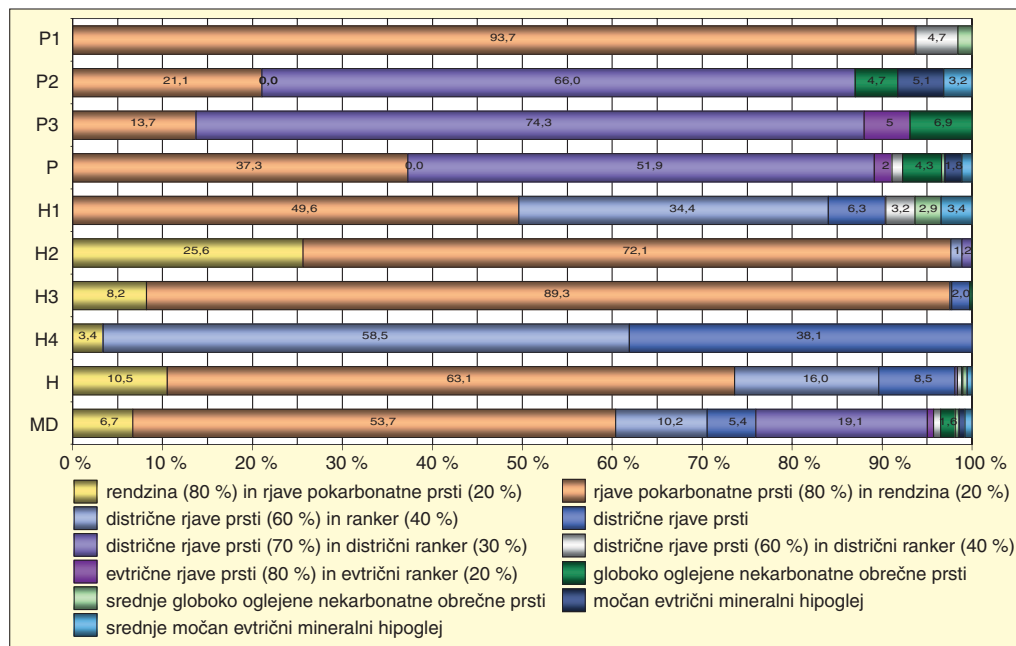 P1 93,7 4,7
P2 21,1 0,0 66,0 4,7 5,1 3,2
P3 13,7 74,3 5 6,9
P 37,3 0,0 51,9 2 4,3 1,8
H1 49,6 34,4 6,3 3,2 2,9 3,4
H2 25,6 72,1 1,2
H3 8,2 89,3 2,0
H4 3,4 58,5 38,1
H 10,5 63,1 16,0 8,5
MD 6,7 53,7 10,2 5,4 19,1 1,6
0 % 10 % 20 % 30 % 40 % 50 % 60 % 70 % 80 % 90 % 100 %
rendzina (80 %) in rjave pokarbonatne prsti (20 %) rjave pokarbonatne prsti (80 %) in rendzina (20 %)
distrične rjave prsti (60 %) in ranker (40 %) distrične rjave prsti
distrične rjave prsti (70 %) in distrični ranker (30 %) distrične rjave prsti (60 %) in distrični ranker (40 %)
evtrične rjave prsti (80 %) in evtrični ranker (20 %) globoko oglejene nekarbonatne obrečne prsti
srednje globoko oglejene nekarbonatne obrečne prsti močan evtrični mineralni hipoglej
srednje močan evtrični mineralni hipoglej